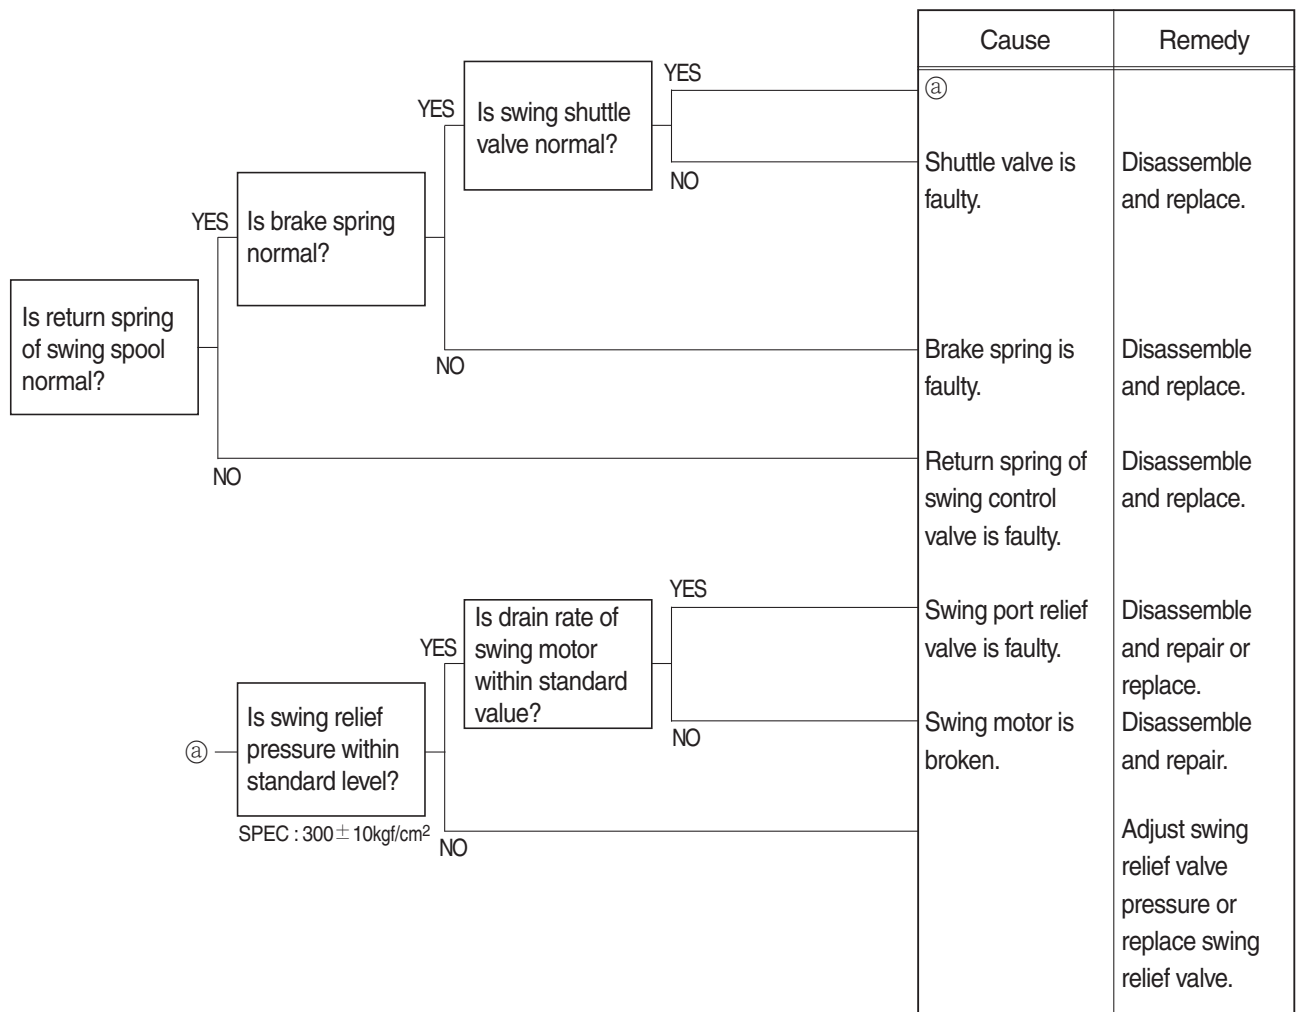 Cause
Remedy
YES
ⓐ
YES
Is swing shuttle
valve normal?
NO
Shuttle valve is
faulty.
Disassemble
and replace.
YES
Is brake spring
normal?
Is return spring
of swing spool
normal?
NO
Brake spring is
faulty.
Disassemble
and replace.
NO
Return spring of
swing control
valve is faulty.
Disassemble
and replace.
YES
Swing port relief
valve is faulty.
Disassemble
and repair or
replace.
YES
Is drain rate of
swing motor
within standard
value?
NO
Swing motor is
broken.
Disassemble
and repair.
ⓐ
Is swing relief
pressure within
standard level?
SPEC : 300±10kgf/cm²
NO
Adjust swing
relief valve
pressure or
replace swing
relief valve.